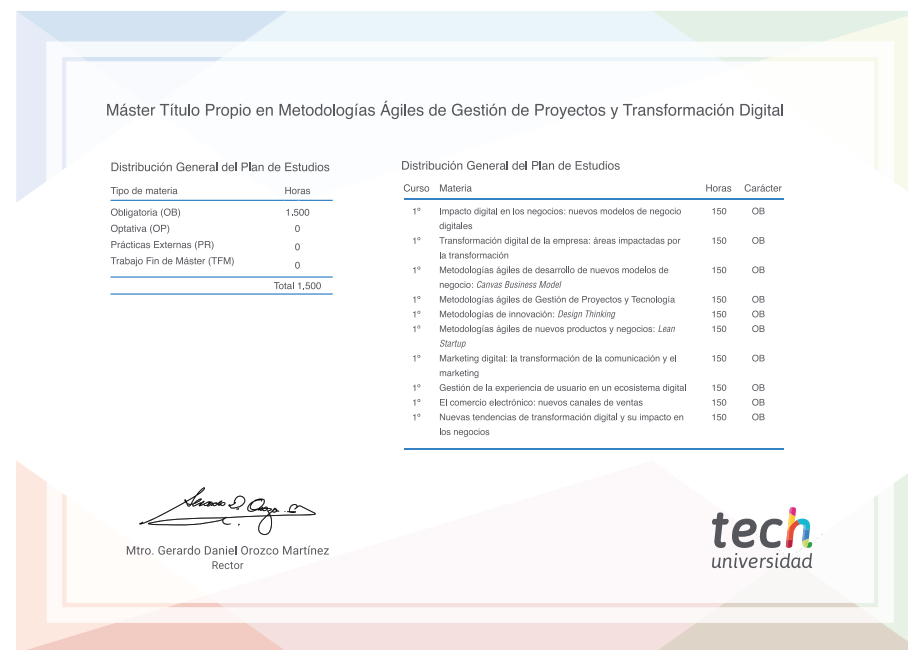 Máster Título Propio en Metodologías Ágiles de Gestión de Proyectos y Transformación Digital
Distribución General del Plan de Estudios
Tipo de materia Horas
Obligatoria (OB) 1.500
Optativa (OP) 0
Prácticas Externas (PR) 0
Trabajo Fin de Máster (TFM) 0
Total 1,500
Distribución General del Plan de Estudios
Curso Materia Horas Carácter
1º Impacto digital en los negocios: nuevos modelos de negocio 150 OB
digitales
1º Transformación digital de la empresa: áreas impactadas por 150 OB
la transformación
1º Metodologías ágiles de desarrollo de nuevos modelos de 150 OB
negocio: Canvas Business Model
1º Metodologías ágiles de Gestión de Proyectos y Tecnología 150 OB
1º Metodologías de innovación: Design Thinking 150 OB
1º Metodologías ágiles de nuevos productos y negocios: Lean 150 OB
Startup
1º Marketing digital: la transformación de la comunicación y el 150 OB
marketing
1º Gestión de la experiencia de usuario en un ecosistema digital 150 OB
1º El comercio electrónico: nuevos canales de ventas 150 OB
1º Nuevas tendencias de transformación digital y su impacto en 150 OB
los negocios
Mtro. Gerardo Daniel Orozco Martínez
Rector
tech
universidad